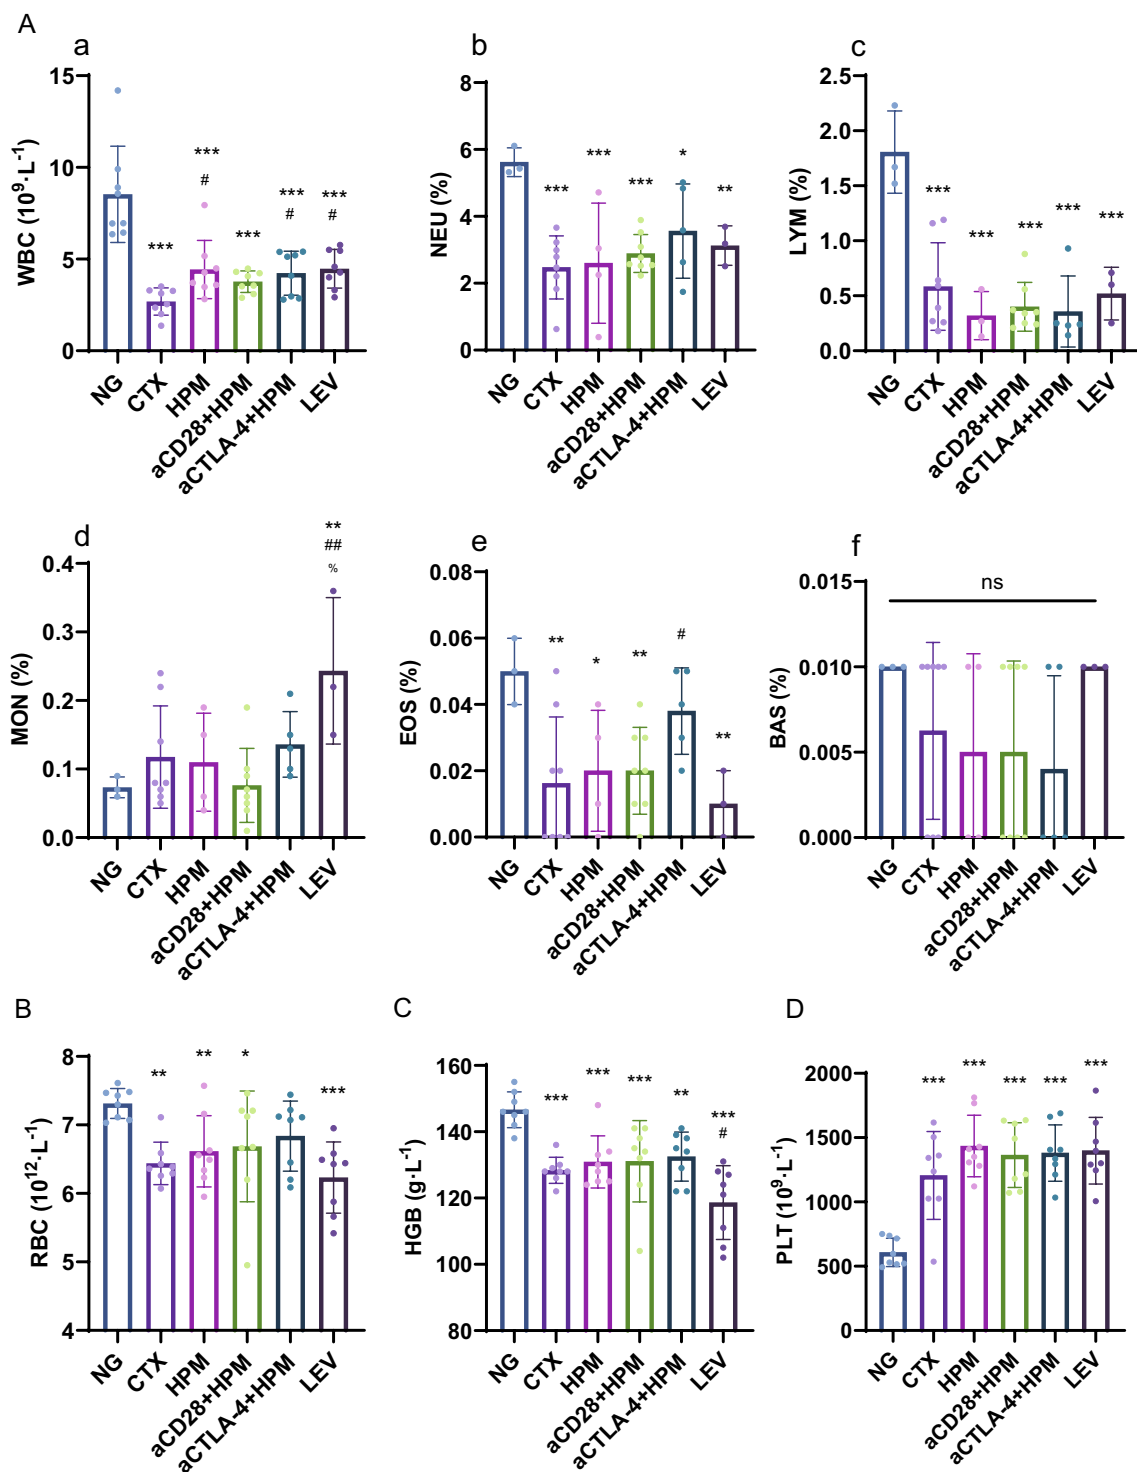 A
a
WBC (10⁹·L⁻¹)
15
10
5
0
***
***
#
***
***
#
***
#
NG
CTX
HPM
aCD28+HPM
aCTLA-4+HPM
LEV
b
NEU (%)
8
6
4
2
0
***
***
***
*
**
NG
CTX
HPM
aCD28+HPM
aCTLA-4+HPM
LEV
c
LYM (%)
2.5
2.0
1.5
1.0
0.5
0.0
***
***
***
***
***
NG
CTX
HPM
aCD28+HPM
aCTLA-4+HPM
LEV
d
MON (%)
0.4
0.3
0.2
0.1
0.0
**
##
%
NG
CTX
HPM
aCD28+HPM
aCTLA-4+HPM
LEV
e
EOS (%)
0.08
0.06
0.04
0.02
0.00
**
*
**
#
**
NG
CTX
HPM
aCD28+HPM
aCTLA-4+HPM
LEV
f
BAS (%)
0.015
0.010
0.005
0.000
ns
NG
CTX
HPM
aCD28+HPM
aCTLA-4+HPM
LEV
B
RBC (10¹²·L⁻¹)
8
7
6
5
4
**
**
*
***
NG
CTX
HPM
aCD28+HPM
aCTLA-4+HPM
LEV
C
HGB (g·L⁻¹)
160
140
120
100
80
***
***
***
**
***
#
NG
CTX
HPM
aCD28+HPM
aCTLA-4+HPM
LEV
D
PLT (10⁹·L⁻¹)
2000
1500
1000
500
0
***
***
***
***
***
NG
CTX
HPM
aCD28+HPM
aCTLA-4+HPM
LEV